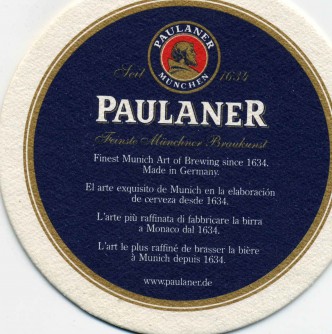 PAULANER
MÜNCHEN
Seit 1634
PAULANER
Feinste Münchner Braukunst
Finest Munich Art of Brewing since 1634.
Made in Germany.
El arte exquisito de Munich en la elaboración
de cerveza desde 1634.
L'arte più raffinata di fabbricare la birra
a Monaco dal 1634.
L'art le plus raffiné de brasser la bière
à Munich depuis 1634.
www.paulaner.de